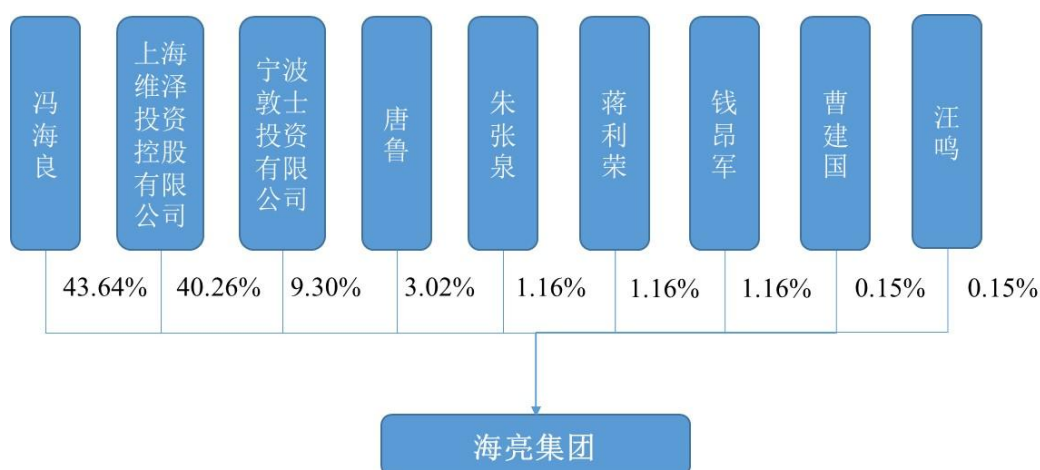 冯海良
上海维泽投资控股有限公司
宁波敦士投资有限公司
唐鲁
朱张泉
蒋利荣
钱昂军
曹建国
汪鸣
43.64%
40.26%
9.30%
3.02%
1.16%
1.16%
1.16%
0.15%
0.15%
海亮集团